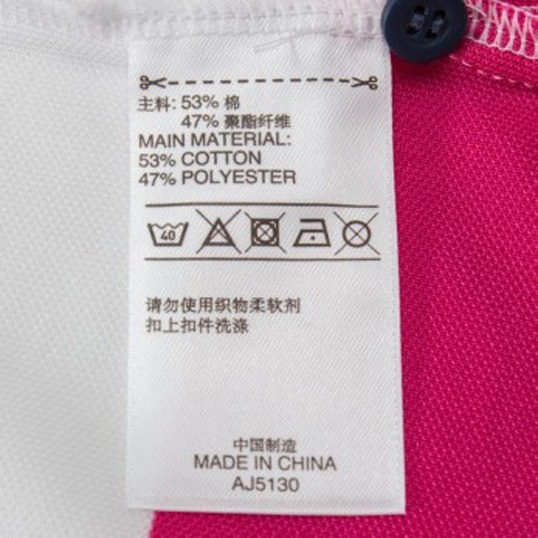 主料: 53% 棉
47% 聚酯纤维
MAIN MATERIAL:
53% COTTON
47% POLYESTER
40
请勿使用织物柔软剂
扣上扣件洗涤
中国制造
MADE IN CHINA
AJ5130